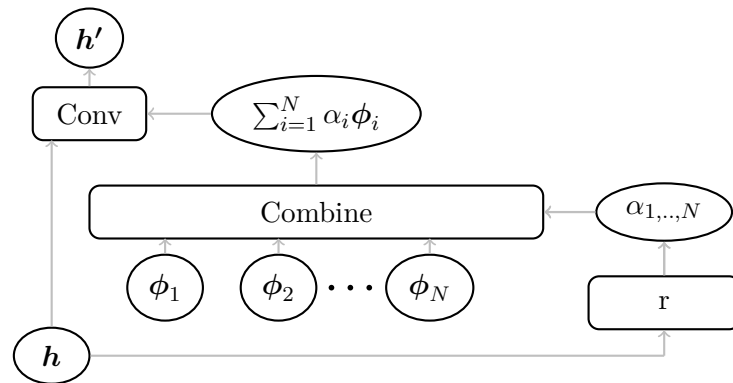 h′
Conv
∑_{i=1}^{N} α_i ϕ_i
Combine
α_{1,..,N}
ϕ_1 ϕ_2 ··· ϕ_N
r
h